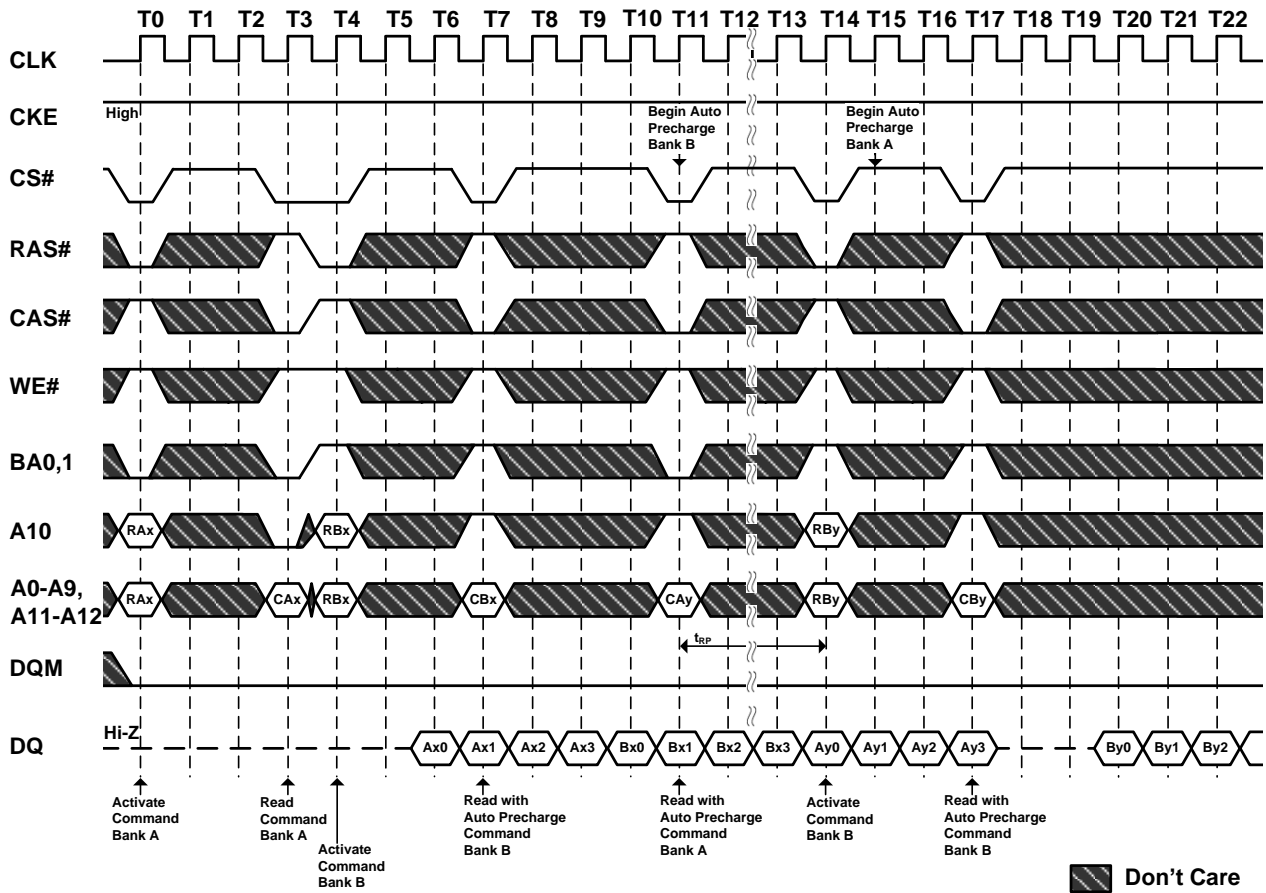 T0 T1 T2 T3 T4 T5 T6 T7 T8 T9 T10 T11 T12 T13 T14 T15 T16 T17 T18 T19 T20 T21 T22
CLK
CKE
High
Begin Auto
Precharge
Bank B
Begin Auto
Precharge
Bank A
CS#
RAS#
CAS#
WE#
BA0,1
A10
RAx RBx RBy
A0-A9,
A11-A12
RAx CAx RBx CBx CAy RBy CBy
tRP
DQM
DQ
Hi-Z
Ax0 Ax1 Ax2 Ax3 Bx0 Bx1 Bx2 Bx3 Ay0 Ay1 Ay2 Ay3 By0 By1 By2
Activate
Command
Bank A
Read
Command
Bank A
Activate
Command
Bank B
Read with
Auto Precharge
Command
Bank B
Read with
Auto Precharge
Command
Bank A
Activate
Command
Bank B
Read with
Auto Precharge
Command
Bank B
Don't Care